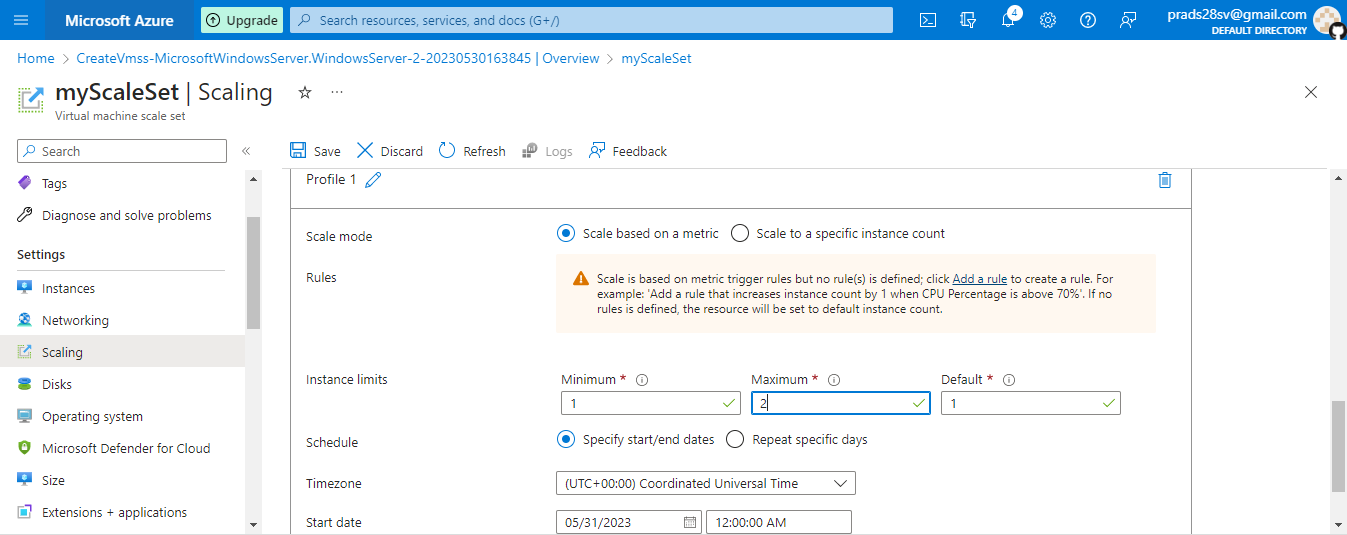 Microsoft Azure
Upgrade
Search resources, services, and docs (G+/)
4
prads28sv@gmail.com
DEFAULT DIRECTORY
Home > CreateVmss-MicrosoftWindowsServer.WindowsServer-2-20230530163845 | Overview > myScaleSet
myScaleSet | Scaling
Virtual machine scale set
Search
«
Save
Discard
Refresh
Logs
Feedback
Tags
Diagnose and solve problems
Settings
Instances
Networking
Scaling
Disks
Operating system
Microsoft Defender for Cloud
Size
Extensions + applications
Profile 1
Scale mode
Scale based on a metric
Scale to a specific instance count
Rules
Scale is based on metric trigger rules but no rule(s) is defined; click Add a rule to create a rule. For
example: 'Add a rule that increases instance count by 1 when CPU Percentage is above 70%'. If no
rules is defined, the resource will be set to default instance count.
Instance limits
Minimum *
Maximum *
Default *
1
2
1
Schedule
Specify start/end dates
Repeat specific days
Timezone
(UTC+00:00) Coordinated Universal Time
Start date
05/31/2023
12:00:00 AM